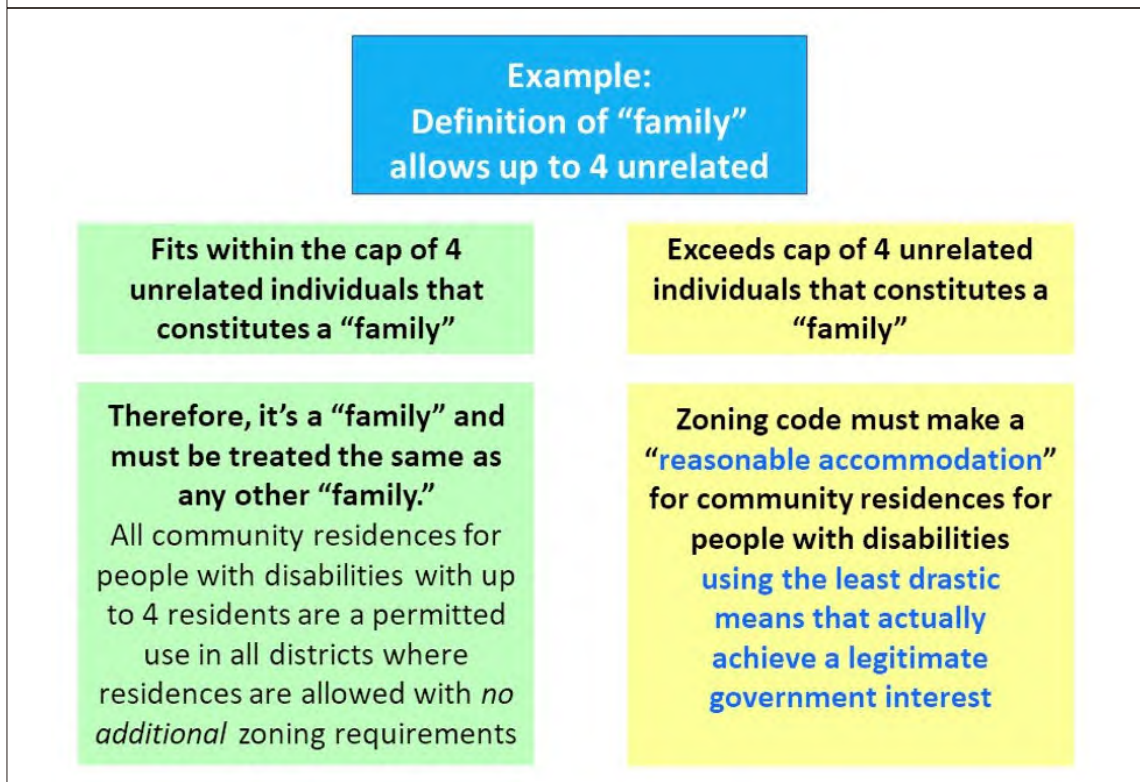 Example:
Definition of “family”
allows up to 4 unrelated
Fits within the cap of 4
unrelated individuals that
constitutes a “family”
Therefore, it’s a “family” and
must be treated the same as
any other “family.”
All community residences for
people with disabilities with up
to 4 residents are a permitted
use in all districts where
residences are allowed with no
additional zoning requirements
Exceeds cap of 4 unrelated
individuals that constitutes a
“family”
Zoning code must make a
“reasonable accommodation”
for community residences for
people with disabilities
using the least drastic
means that actually
achieve a legitimate
government interest